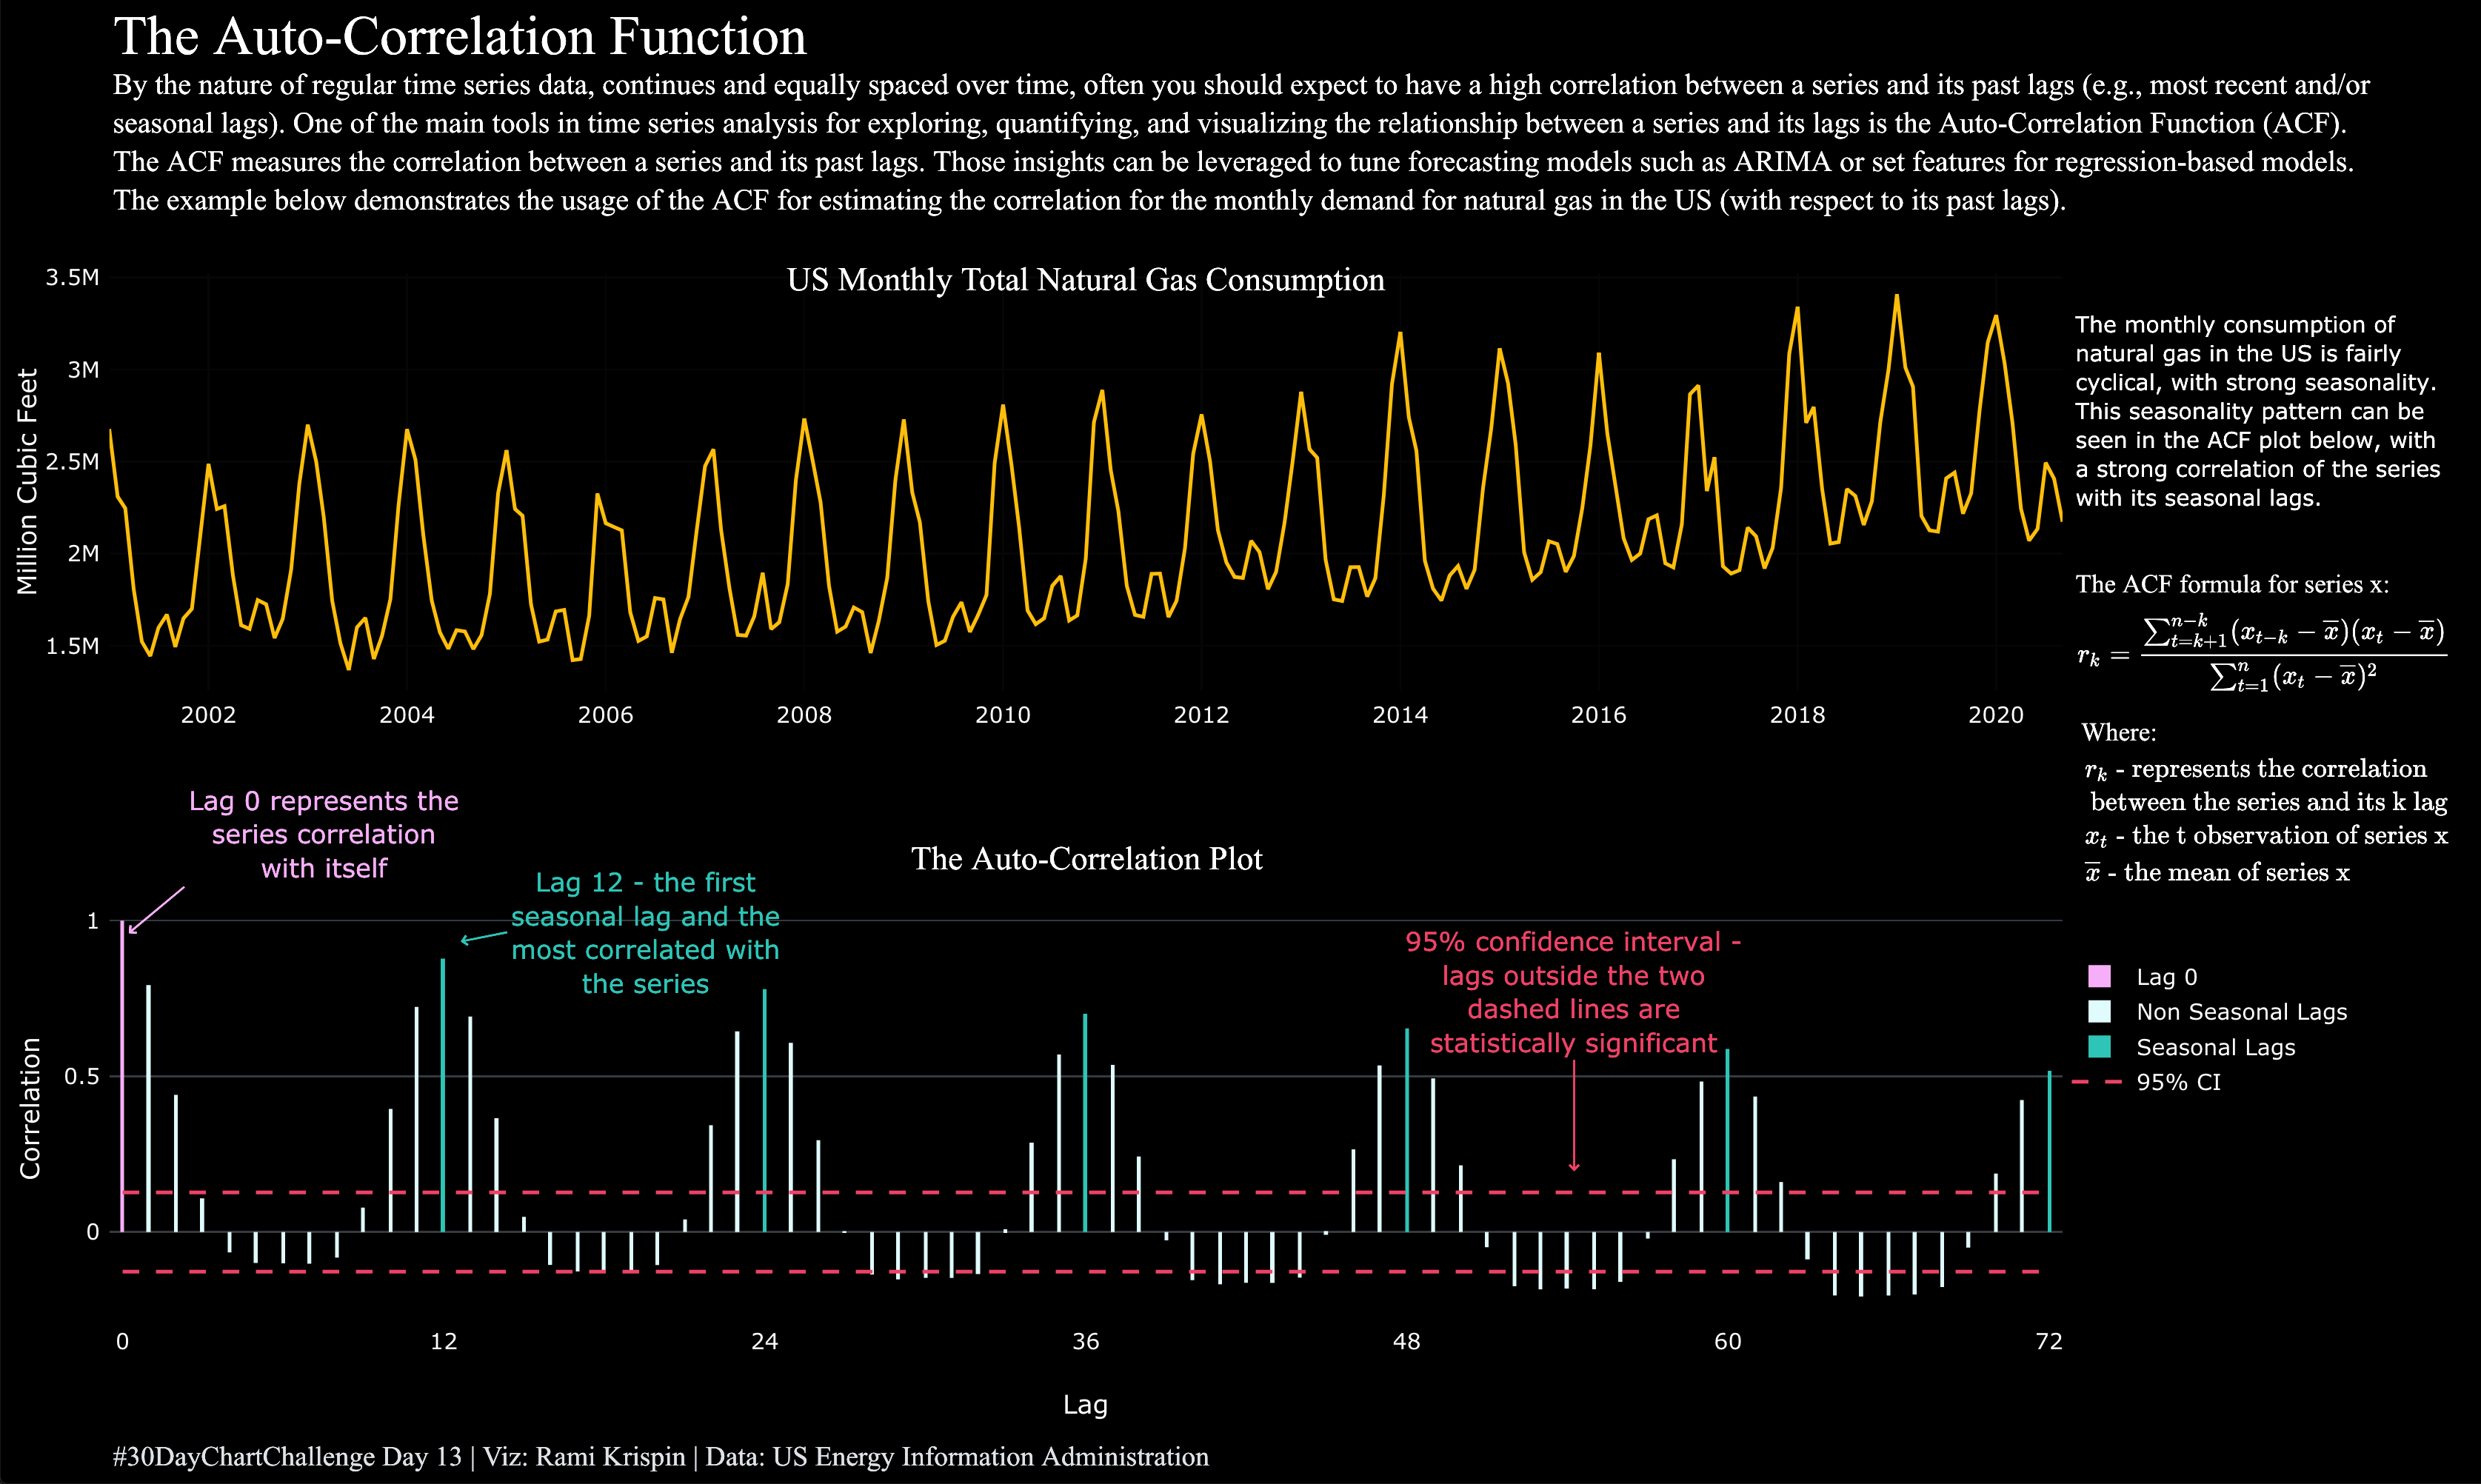 The Auto-Correlation Function
By the nature of regular time series data, continues and equally spaced over time, often you should expect to have a high correlation between a series and its past lags (e.g., most recent and/or
seasonal lags). One of the main tools in time series analysis for exploring, quantifying, and visualizing the relationship between a series and its lags is the Auto-Correlation Function (ACF).
The ACF measures the correlation between a series and its past lags. Those insights can be leveraged to tune forecasting models such as ARIMA or set features for regression-based models.
The example below demonstrates the usage of the ACF for estimating the correlation for the monthly demand for natural gas in the US (with respect to its past lags).
US Monthly Total Natural Gas Consumption
Million Cubic Feet
3.5M
3M
2.5M
2M
1.5M
2002 2004 2006 2008 2010 2012 2014 2016 2018 2020
The monthly consumption of
natural gas in the US is fairly
cyclical, with strong seasonality.
This seasonality pattern can be
seen in the ACF plot below, with
a strong correlation of the series
with its seasonal lags.
The ACF formula for series x:
r_k = \frac{\sum_{t=k+1}^{n-k}(x_{t-k} - \overline{x})(x_t - \overline{x})}{\sum_{t=1}^{n}(x_t - \overline{x})^2}
Where:
r_k - represents the correlation
between the series and its k lag
x_t - the t observation of series x
\overline{x} - the mean of series x
The Auto-Correlation Plot
Lag 0 represents the
series correlation
with itself
Lag 12 - the first
seasonal lag and the
most correlated with
the series
95% confidence interval -
lags outside the two
dashed lines are
statistically significant
Correlation
1
0.5
0
0 12 24 36 48 60 72
Lag
Lag 0
Non Seasonal Lags
Seasonal Lags
95% CI
#30DayChartChallenge Day 13 | Viz: Rami Krispin | Data: US Energy Information Administration